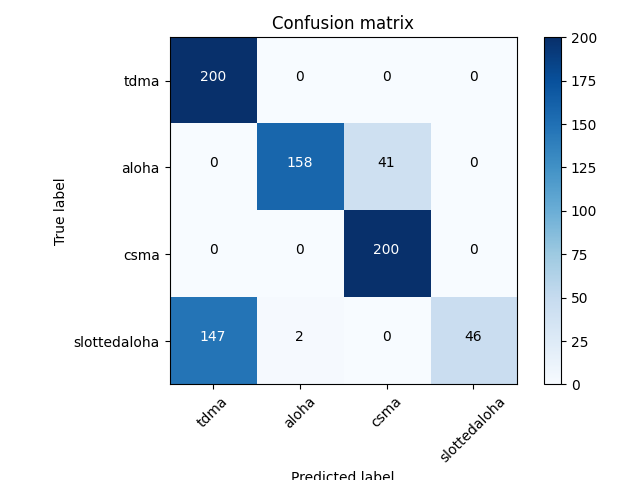 Confusion matrix
tdma 200 0 0 0
aloha 0 158 41 0
csma 0 0 200 0
slottedaloha 147 2 0 46
True label
tdma aloha csma slottedaloha
Predicted label
200
175
150
125
100
75
50
25
0